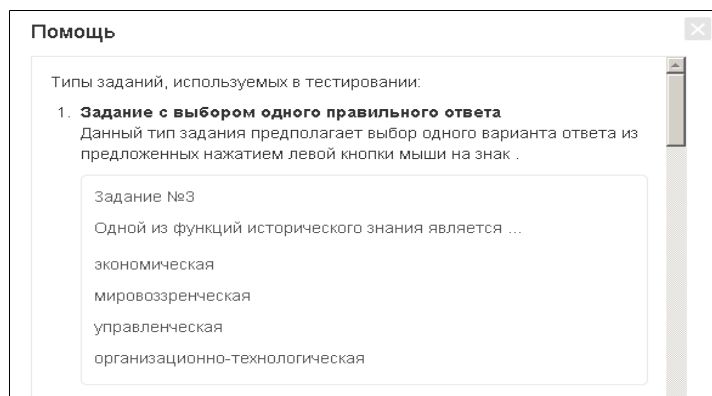 Помощь
Типы заданий, используемых в тестировании:
1. Задание с выбором одного правильного ответа
Данный тип задания предполагает выбор одного варианта ответа из
предложенных нажатием левой кнопки мыши на знак .
Задание №3
Одной из функций исторического знания является ...
экономическая
мировоззренческая
управленческая
организационно-технологическая